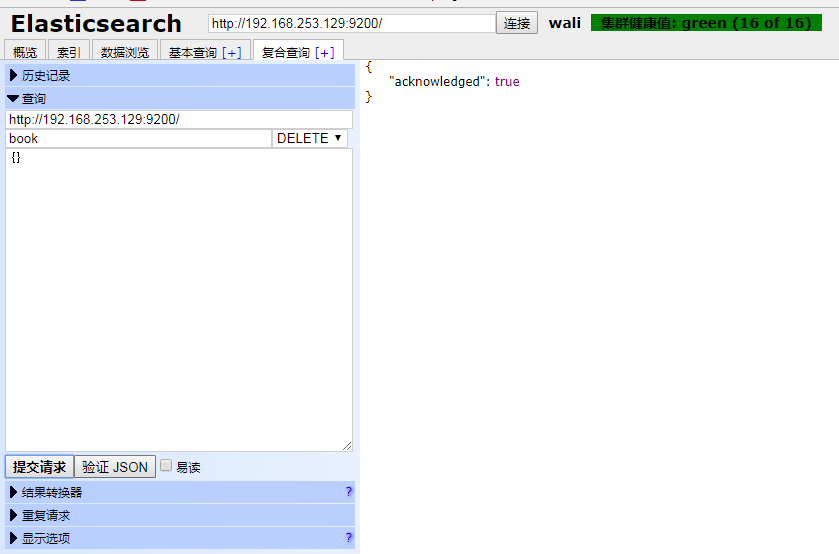 Elasticsearch http://192.168.253.129:9200/ 连接 wali 集群健康值: green (16 of 16)
概览 索引 数据浏览 基本查询 [+] 复合查询 [+]
历史记录
查询
http://192.168.253.129:9200/
book DELETE
{}
提交请求 验证 JSON 易读
结果转换器 ?
重复请求
显示选项 ?
{
"acknowledged": true
}